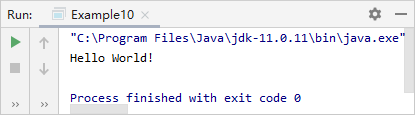 Run: Example10
"C:\Program Files\Java\jdk-11.0.11\bin\java.exe"
Hello World!
Process finished with exit code 0